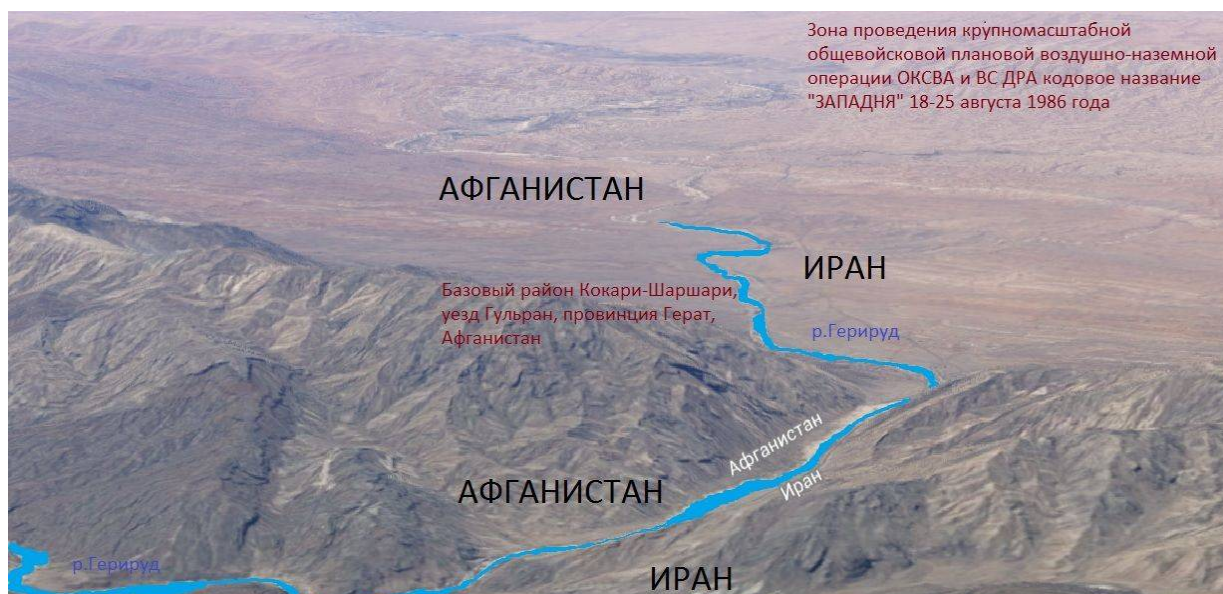 Зона проведения крупномасштабной
общевойсковой плановой воздушно-наземной
операции ОКСВА и ВС ДРА кодовое название
"ЗАПАДНЯ" 18-25 августа 1986 года
АФГАНИСТАН
ИРАН
Базовый район Кокари-Шаршари,
уезд Гульран, провинция Герат,
Афганистан
р.Герируд
Афганистан
Иран
АФГАНИСТАН
р.Герируд
ИРАН